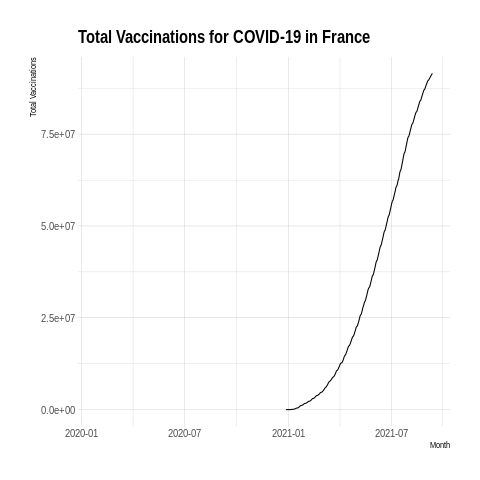 Total Vaccinations for COVID-19 in France
Total Vaccinations
7.5e+07
5.0e+07
2.5e+07
0.0e+00
2020-01
2020-07
2021-01
2021-07
Month